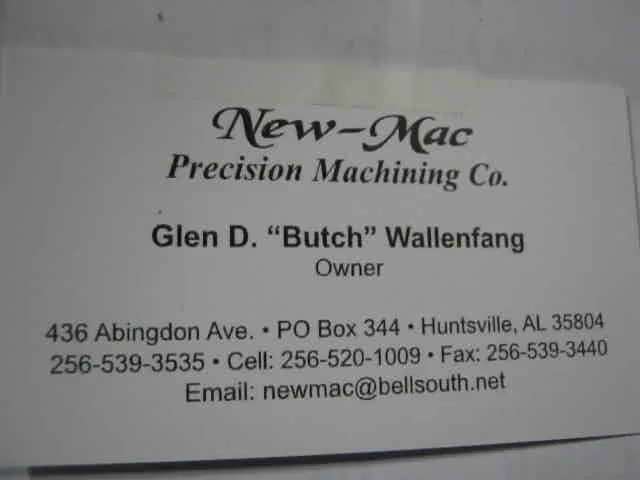 New-Mac
Precision Machining Co.
Glen D. “Butch” Wallenfang
Owner
436 Abingdon Ave. • PO Box 344 • Huntsville, AL 35804
256-539-3535 • Cell: 256-520-1009 • Fax: 256-539-3440
Email: newmac@bellsouth.net